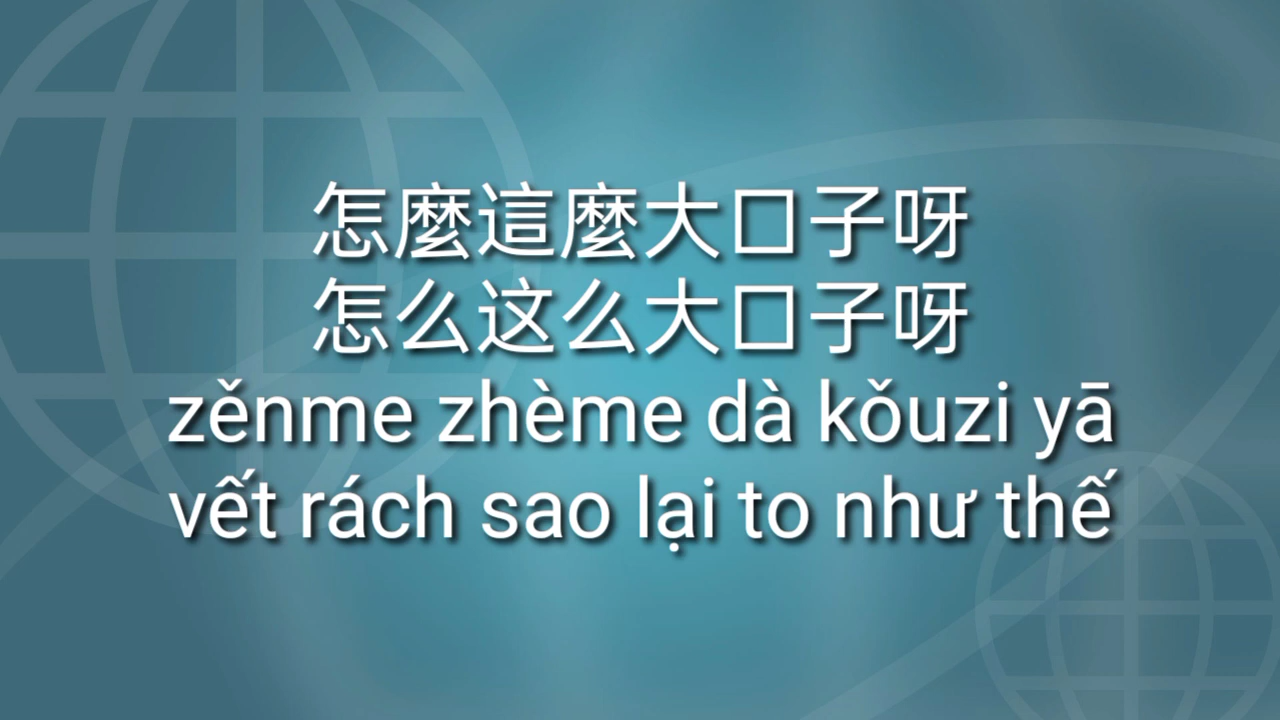 怎麼這麼大口子呀
怎么这么大口子呀
zěnme zhème dà kǒuzi yā
vết rách sao lại to như thế